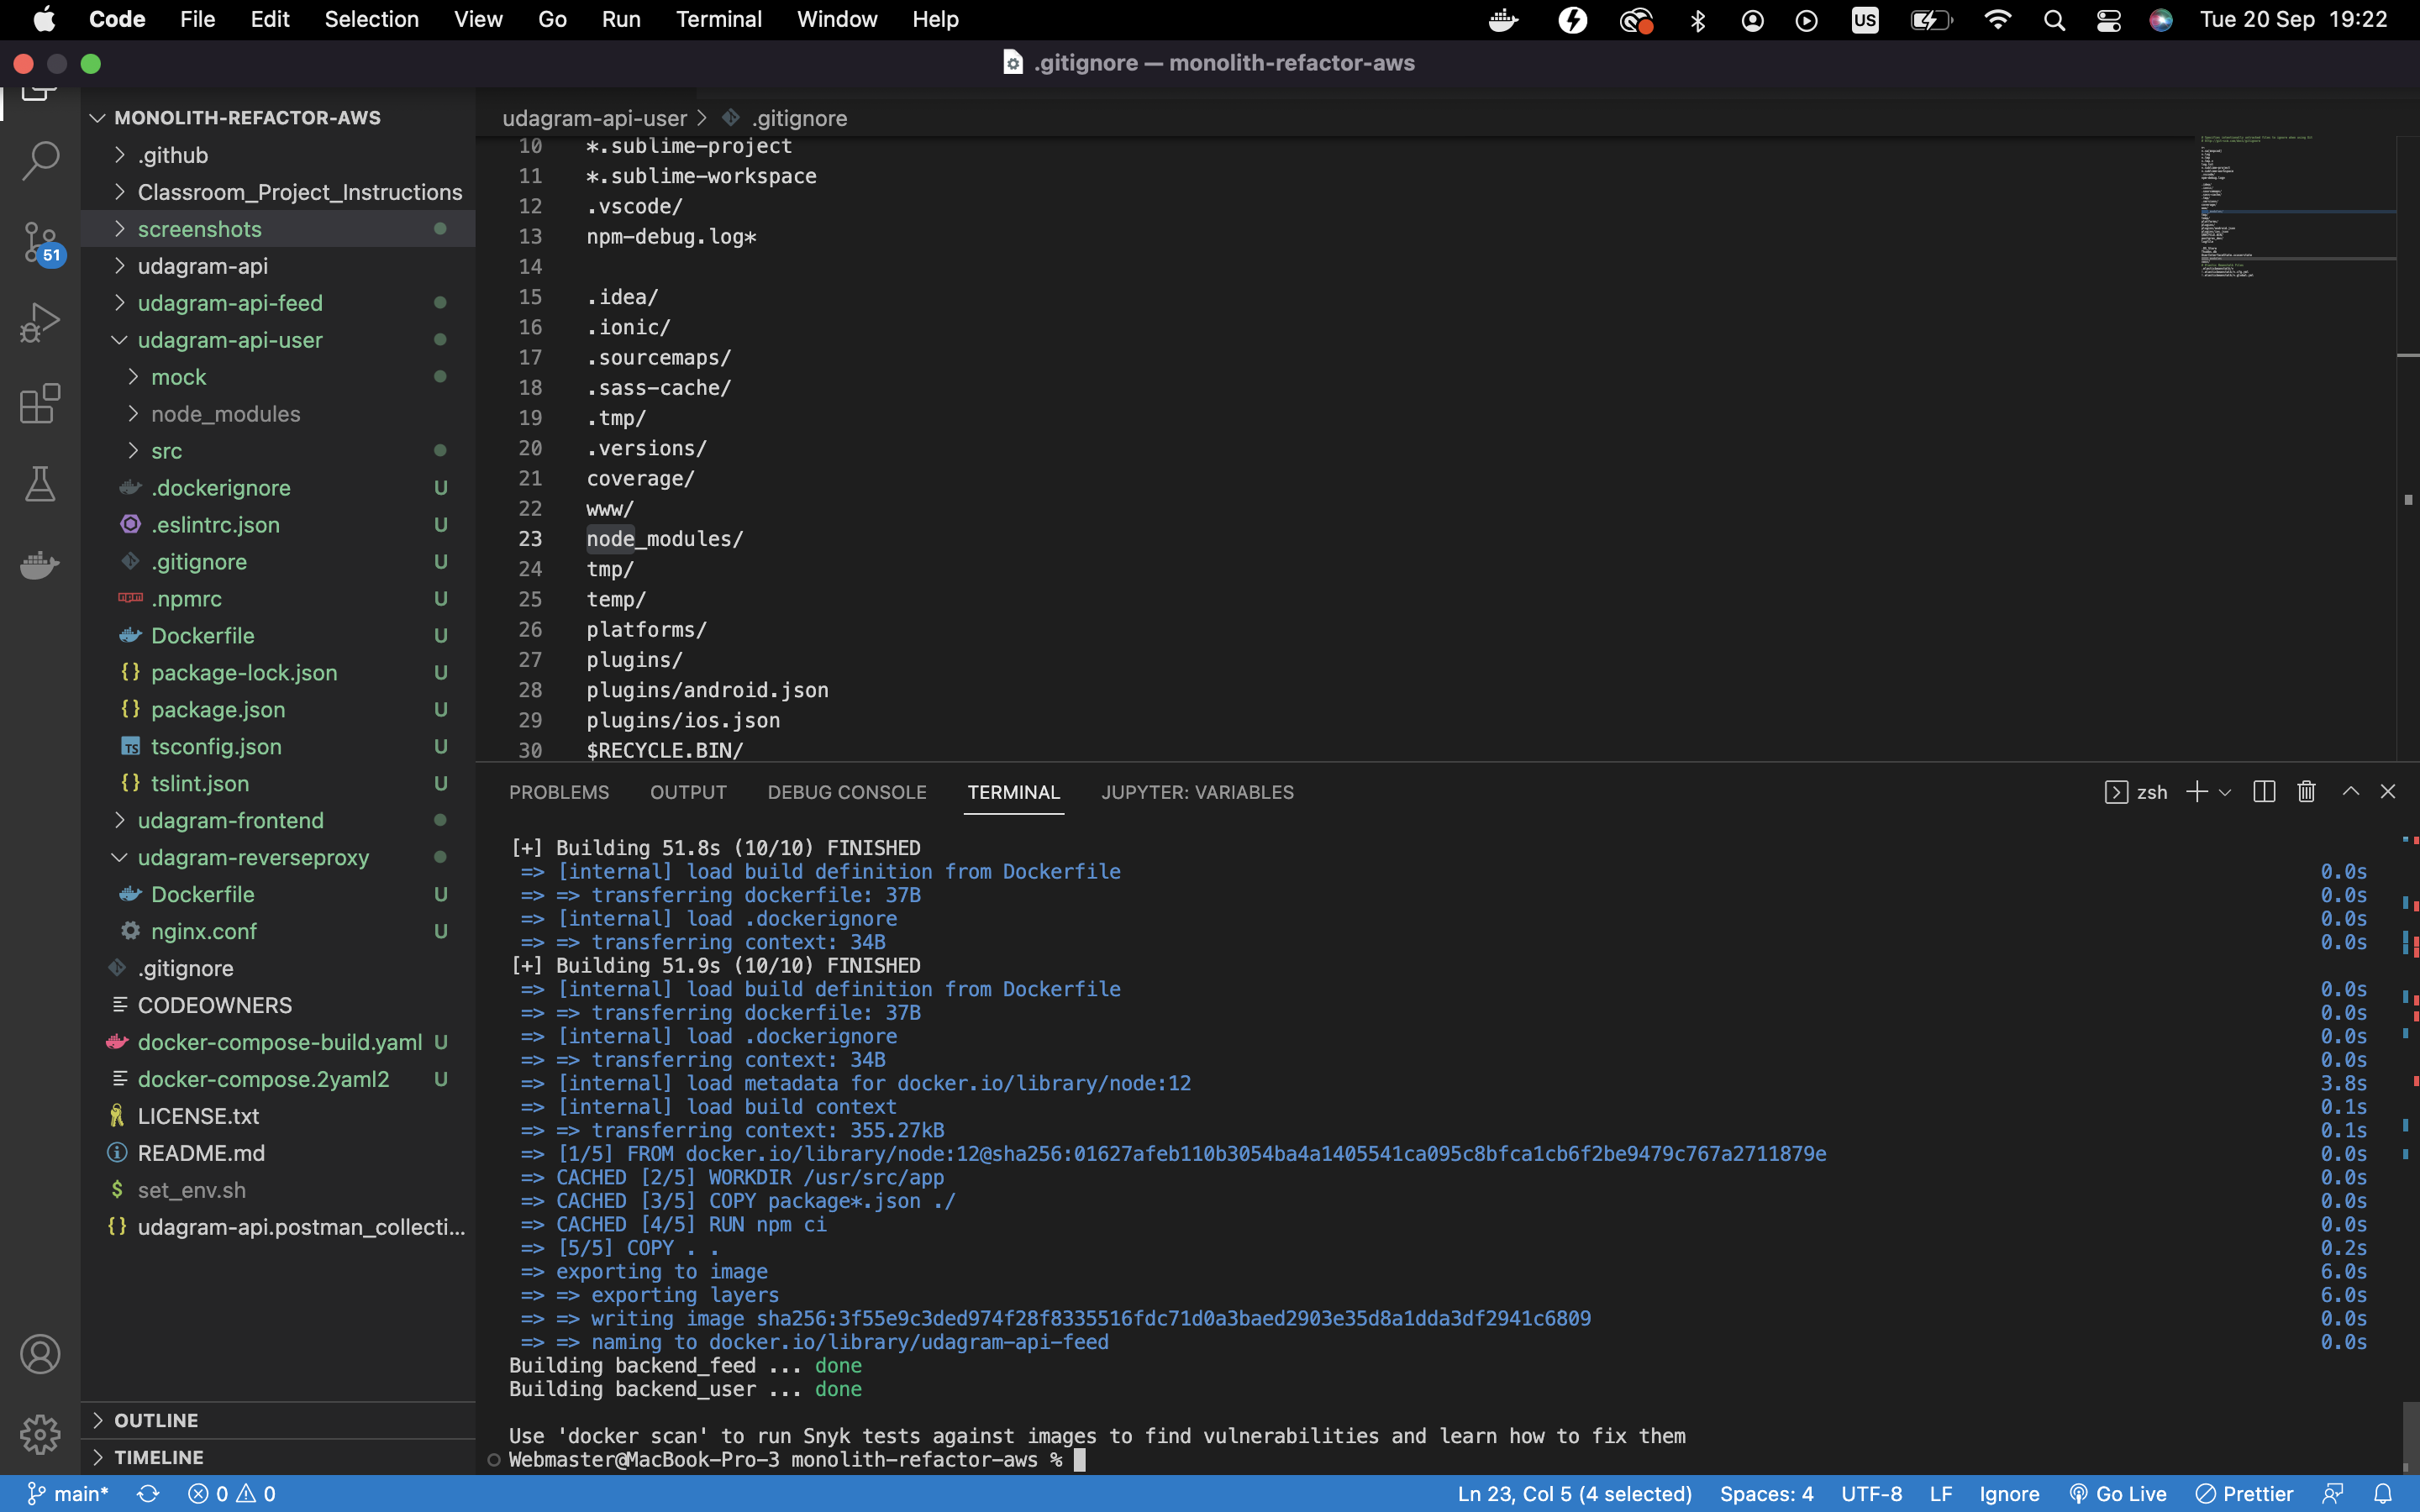 Code File Edit Selection View Go Run Terminal Window Help US Tue 20 Sep 19:22
.gitignore — monolith-refactor-aws
MONOLITH-REFACTOR-AWS
.github
Classroom_Project_Instructions
screenshots
51
udagram-api
udagram-api-feed
udagram-api-user
mock
node_modules
src
.dockerignore U
.eslintrc.json U
.gitignore U
.npmrc U
Dockerfile U
package-lock.json U
package.json U
TS tsconfig.json U
tslint.json U
udagram-frontend
udagram-reverseproxy
Dockerfile U
nginx.conf U
.gitignore
CODEOWNERS
docker-compose-build.yaml U
docker-compose.2yaml2 U
LICENSE.txt
README.md
$ set_env.sh
udagram-api.postman_collecti...
OUTLINE
TIMELINE
udagram-api-user > .gitignore
10 *.sublime-project
11 *.sublime-workspace
12 .vscode/
13 npm-debug.log*
14
15 .idea/
16 .ionic/
17 .sourcemaps/
18 .sass-cache/
19 .tmp/
20 .versions/
21 coverage/
22 www/
23 node_modules/
24 tmp/
25 temp/
26 platforms/
27 plugins/
28 plugins/android.json
29 plugins/ios.json
30 $RECYCLE.BIN/
PROBLEMS OUTPUT DEBUG CONSOLE TERMINAL JUPYTER: VARIABLES zsh
[+] Building 51.8s (10/10) FINISHED
=> [internal] load build definition from Dockerfile 0.0s
=> => transferring dockerfile: 37B 0.0s
=> [internal] load .dockerignore 0.0s
=> => transferring context: 34B 0.0s
[+] Building 51.9s (10/10) FINISHED
=> [internal] load build definition from Dockerfile 0.0s
=> => transferring dockerfile: 37B 0.0s
=> [internal] load .dockerignore 0.0s
=> => transferring context: 34B 0.0s
=> [internal] load metadata for docker.io/library/node:12 3.8s
=> [internal] load build context 0.1s
=> => transferring context: 355.27kB 0.1s
=> [1/5] FROM docker.io/library/node:12@sha256:01627afeb110b3054ba4a1405541ca095c8bfca1cb6f2be9479c767a2711879e 0.0s
=> CACHED [2/5] WORKDIR /usr/src/app 0.0s
=> CACHED [3/5] COPY package*.json ./ 0.0s
=> CACHED [4/5] RUN npm ci 0.0s
=> [5/5] COPY . . 0.2s
=> exporting to image 6.0s
=> => exporting layers 6.0s
=> => writing image sha256:3f55e9c3ded974f28f8335516fdc71d0a3baed2903e35d8a1dda3df2941c6809 0.0s
=> => naming to docker.io/library/udagram-api-feed 0.0s
Building backend_feed ... done
Building backend_user ... done
Use 'docker scan' to run Snyk tests against images to find vulnerabilities and learn how to fix them
Webmaster@MacBook-Pro-3 monolith-refactor-aws %
main* 0 0 Ln 23, Col 5 (4 selected) Spaces: 4 UTF-8 LF Ignore Go Live Prettier